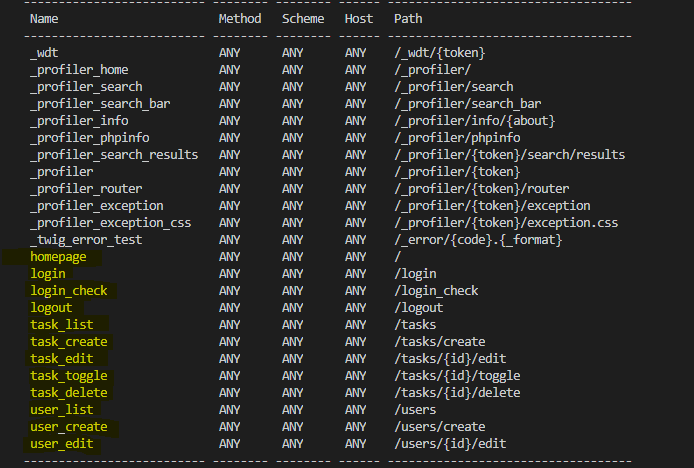 Name Method Scheme Host Path
_wdt ANY ANY ANY /_wdt/{token}
_profiler_home ANY ANY ANY /_profiler/
_profiler_search ANY ANY ANY /_profiler/search
_profiler_search_bar ANY ANY ANY /_profiler/search_bar
_profiler_info ANY ANY ANY /_profiler/info/{about}
_profiler_phpinfo ANY ANY ANY /_profiler/phpinfo
_profiler_search_results ANY ANY ANY /_profiler/{token}/search/results
_profiler ANY ANY ANY /_profiler/{token}
_profiler_router ANY ANY ANY /_profiler/{token}/router
_profiler_exception ANY ANY ANY /_profiler/{token}/exception
_profiler_exception_css ANY ANY ANY /_profiler/{token}/exception.css
_twig_error_test ANY ANY ANY /_error/{code}.{_format}
homepage ANY ANY ANY /
login ANY ANY ANY /login
login_check ANY ANY ANY /login_check
logout ANY ANY ANY /logout
task_list ANY ANY ANY /tasks
task_create ANY ANY ANY /tasks/create
task_edit ANY ANY ANY /tasks/{id}/edit
task_toggle ANY ANY ANY /tasks/{id}/toggle
task_delete ANY ANY ANY /tasks/{id}/delete
user_list ANY ANY ANY /users
user_create ANY ANY ANY /users/create
user_edit ANY ANY ANY /users/{id}/edit